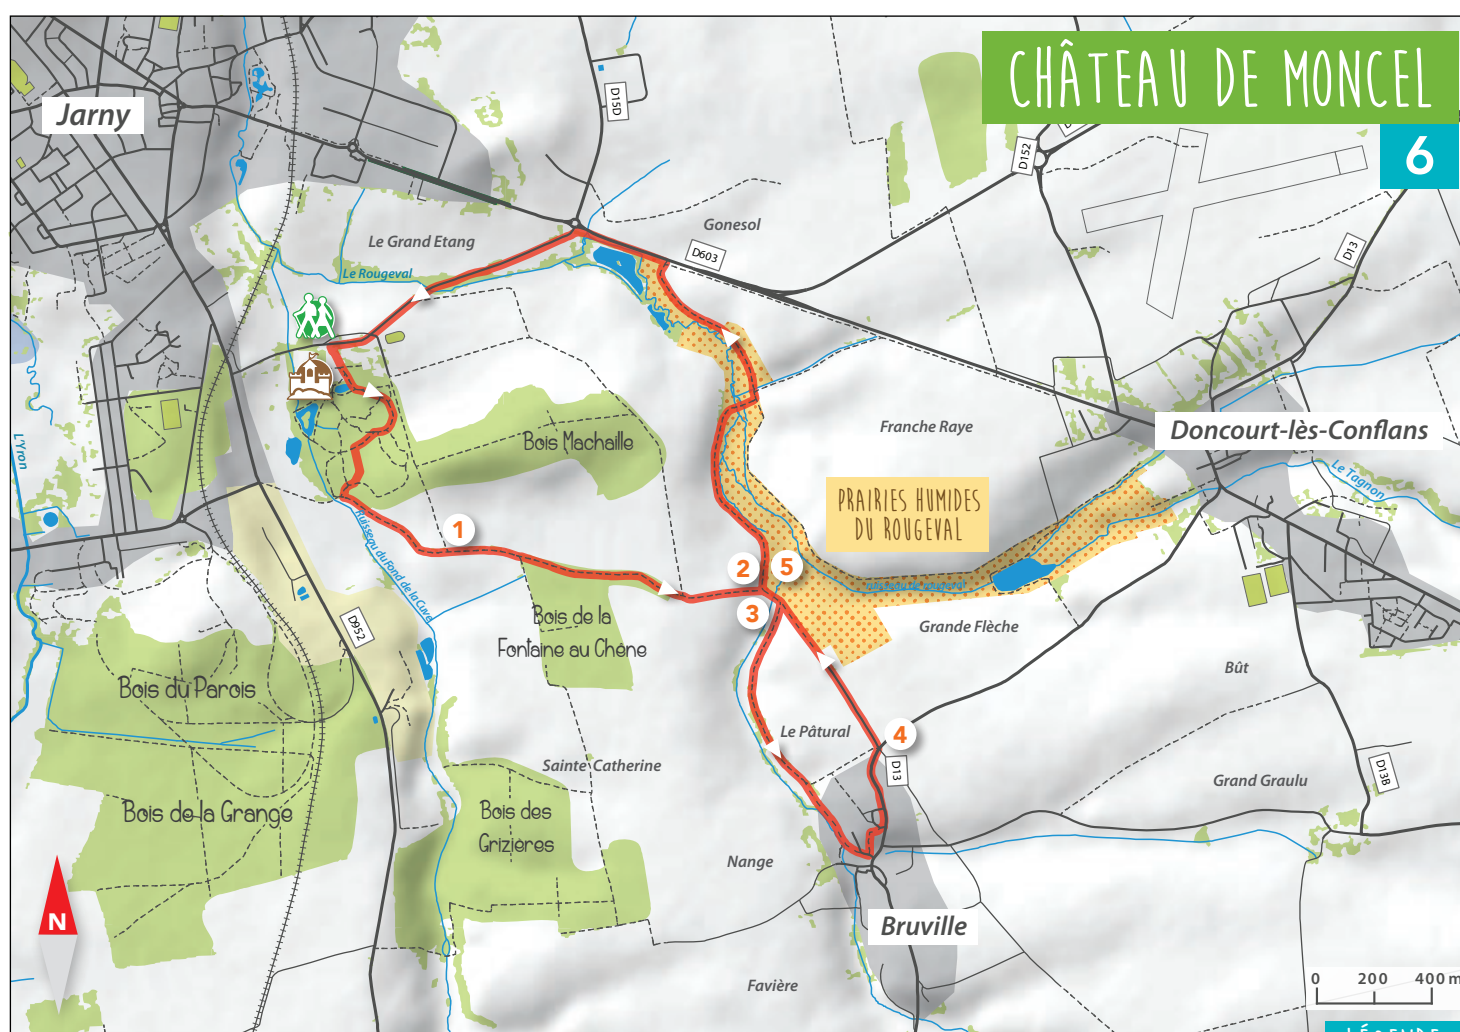 CHÂTEAU DE MONCEL
6
Jarny
D15D
D152
D13
Gonesol
Le Grand Etang
D603
Le Rougeval
L'Yron
Bois Machaille
Franche Raye
Doncourt-lès-Conflans
Le Tagnon
PRAIRIES HUMIDES
DU ROUGEVAL
1
Ruisseau du Fond de la Cuve
2
5
3
Bois de la
Fontaine au Chêne
Grande Flèche
D952
Bois du Parois
Bût
Le Pâtural
4
Sainte Catherine
D13
D13B
Grand Graulu
Bois de la Grange
Bois des
Grizières
Nange
N
Bruville
Favière
0 200 400 m
LÉGENDE